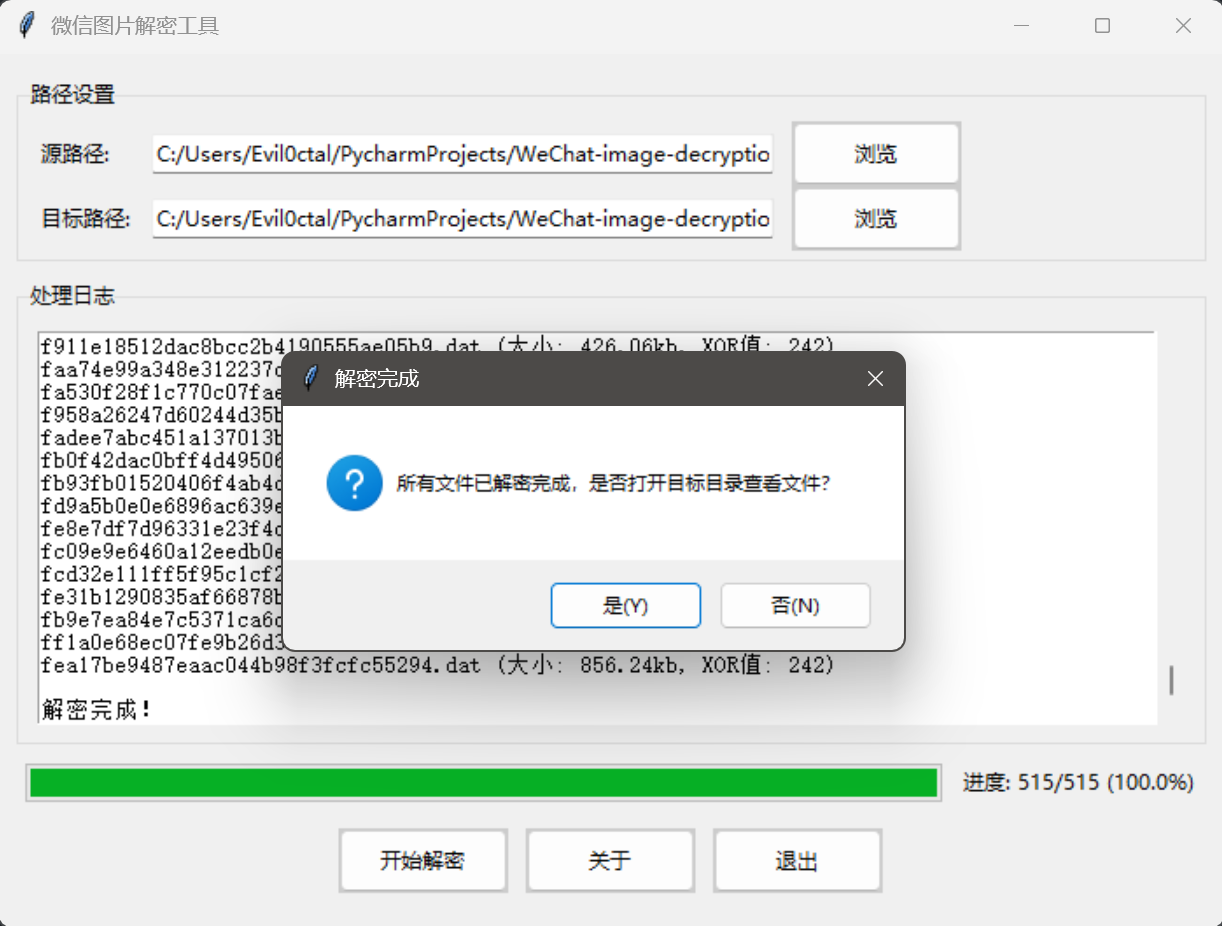 微信图片解密工具
路径设置
源路径: C:/Users/Evil0ctal/PycharmProjects/WeChat-image-decryptio 浏览
目标路径: C:/Users/Evil0ctal/PycharmProjects/WeChat-image-decryptio 浏览
处理日志
f911e18512dac8bcc2b4190555ae05b9.dat (大小: 426.06kb, XOR值: 242)
faa74e99a348e312237c
fa530f28f1c770c07fae
f958a26247d60244d35b
fadee7abc451a137013b
fb0f42dac0bff4d49506
fb93fb01520406f4ab4d
fd9a5b0e0e6896ac639e
fe8e7df7d96331e23f4c
fc09e9e6460a12eedb0e
fcd32e111ff5f95c1cf2
fe31b1290835af66878b
fb9e7ea84e7c5371ca6c
ff1a0e68ec07fe9b26d3
fea17be9487eaac044b98f3fcfc55294.dat (大小: 856.24kb, XOR值: 242)
解密完成!
解密完成
所有文件已解密完成，是否打开目标目录查看文件?
是(Y) 否(N)
进度: 515/515 (100.0%)
开始解密 关于 退出